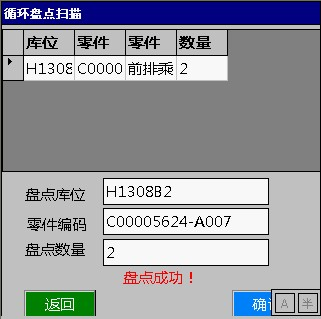 循环盘点扫描
库位 零件 零件 数量
H1308 C0000 前排乘 2
盘点库位 H1308B2
零件编码 C00005624-A007
盘点数量 2
盘点成功！
返回 确 A 半